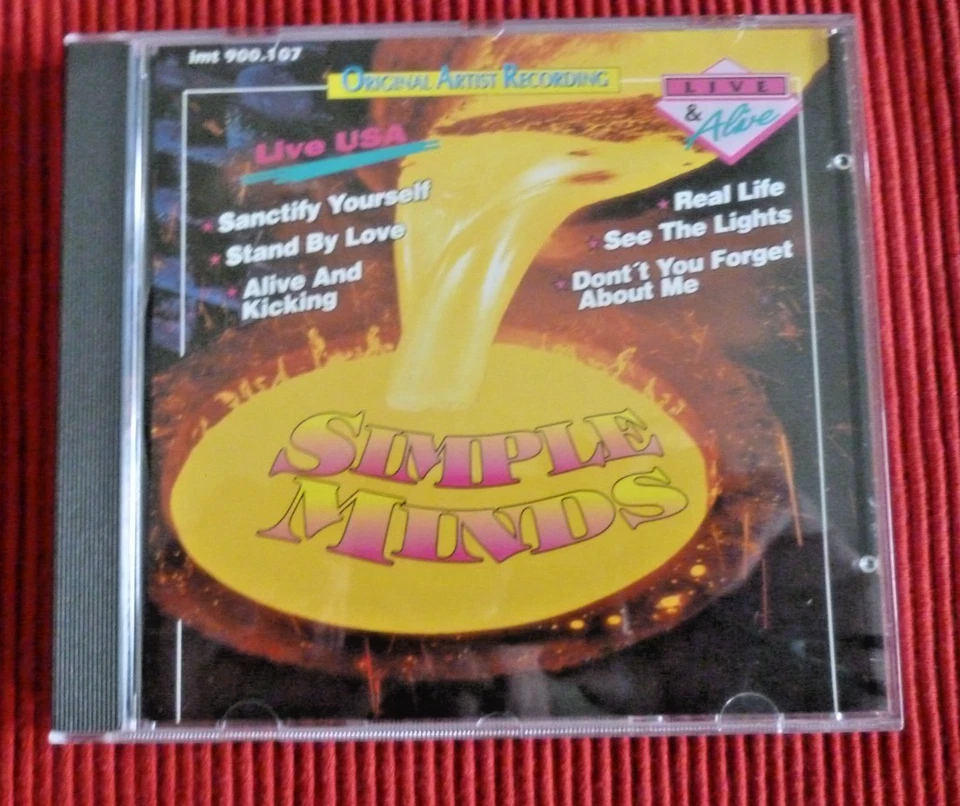 imt 900.107
ORIGINAL ARTIST RECORDING
LIVE
& Alive
Live USA
Sanctify Yourself
Stand By Love
Alive And
Kicking
Real Life
See The Lights
Dont´t You Forget
About Me
SIMPLE
MINDS